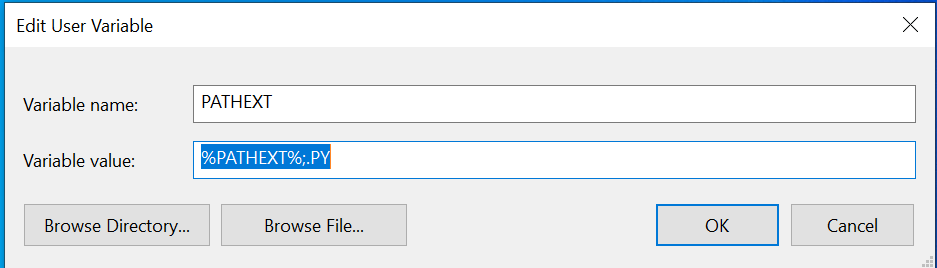 Edit User Variable
Variable name: PATHEXT
Variable value: %PATHEXT%;.PY
Browse Directory... Browse File... OK Cancel